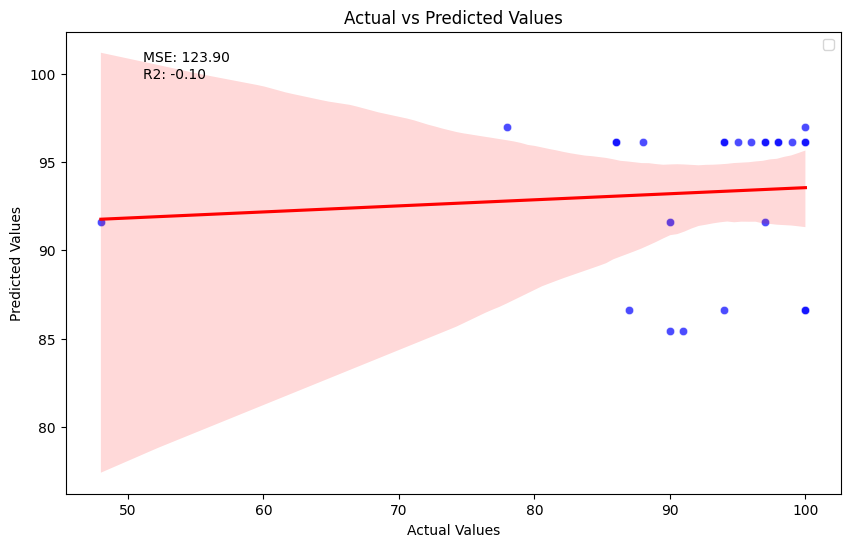 Actual vs Predicted Values
MSE: 123.90
R2: -0.10
100
95
90
85
80
Predicted Values
50
60
70
80
90
100
Actual Values